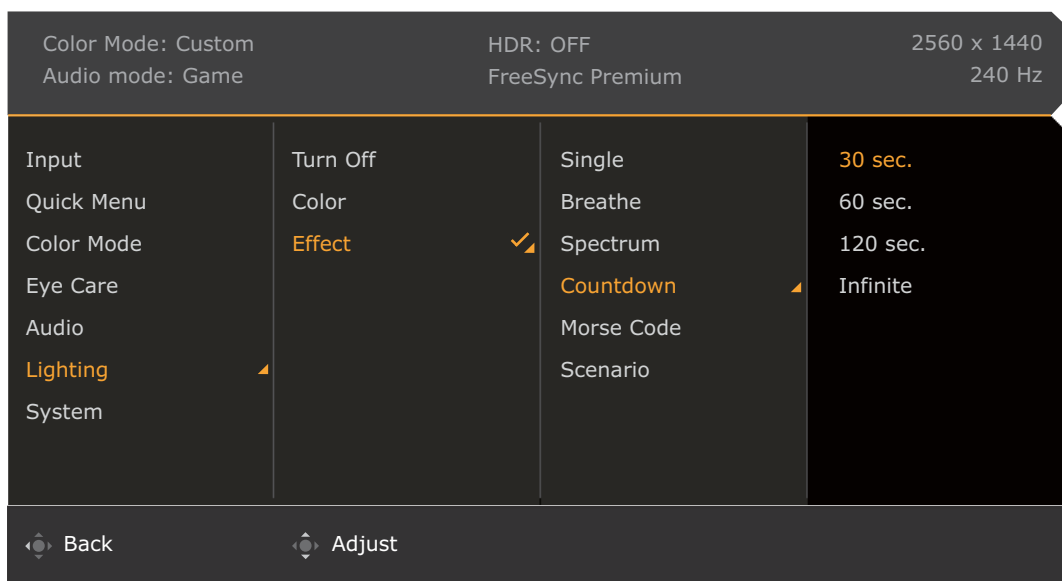 Color Mode: Custom
Audio mode: Game
HDR: OFF
FreeSync Premium
2560 x 1440
240 Hz
Input
Quick Menu
Color Mode
Eye Care
Audio
Lighting
System
Turn Off
Color
Effect
Single
Breathe
Spectrum
Countdown
Morse Code
Scenario
30 sec.
60 sec.
120 sec.
Infinite
Back
Adjust